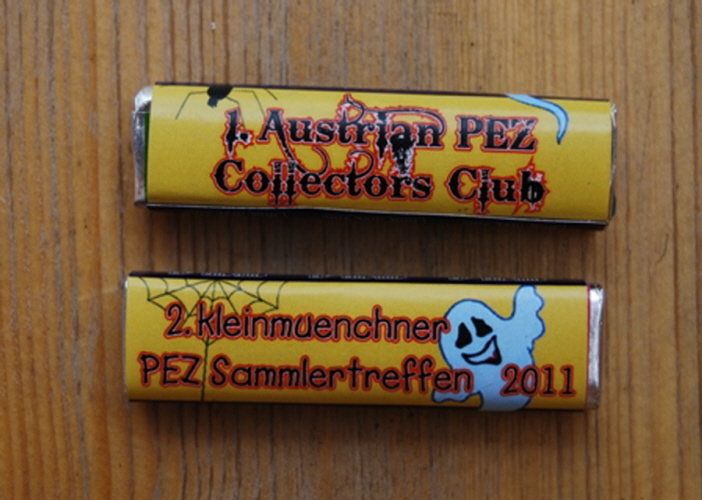 1. Austrian PEZ
Collectors Club
2. Kleinmuenchner
PEZ Sammlertreffen 2011